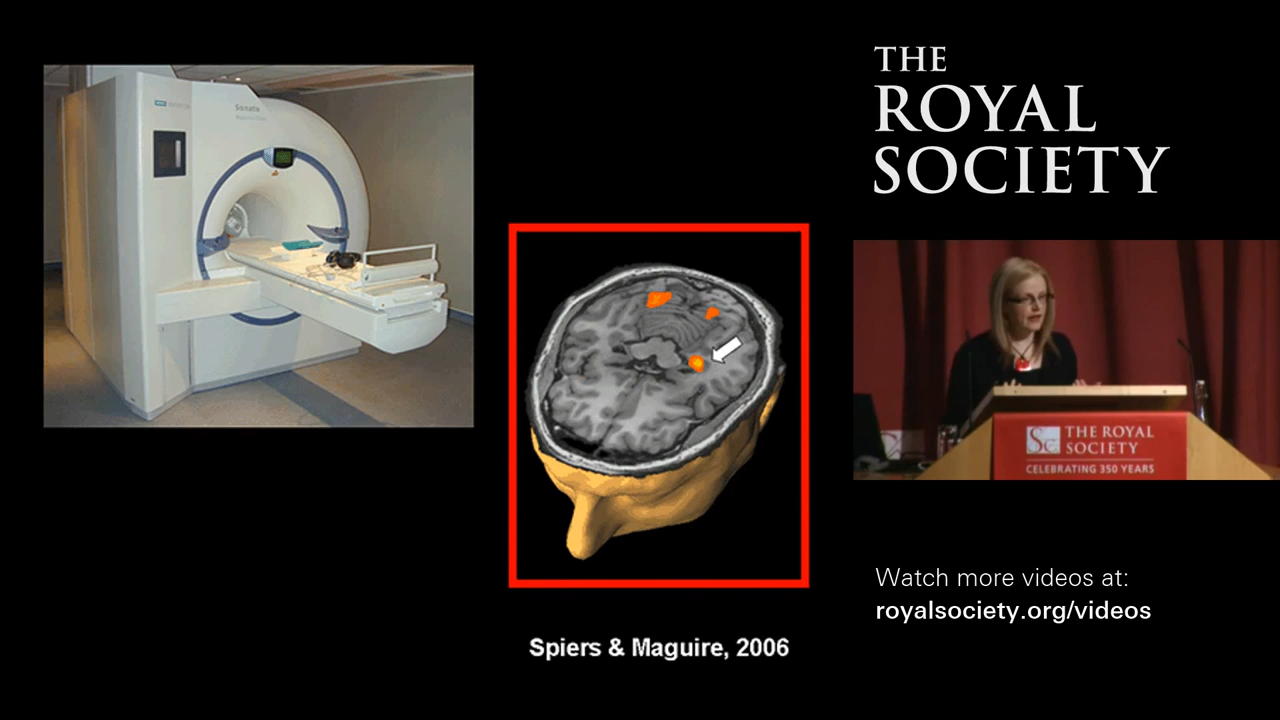 THE
ROYAL
SOCIETY
Sonata
THE ROYAL
SOCIETY
CELEBRATING 350 YEARS
Watch more videos at:
royalsociety.org/videos
Spiers & Maguire, 2006